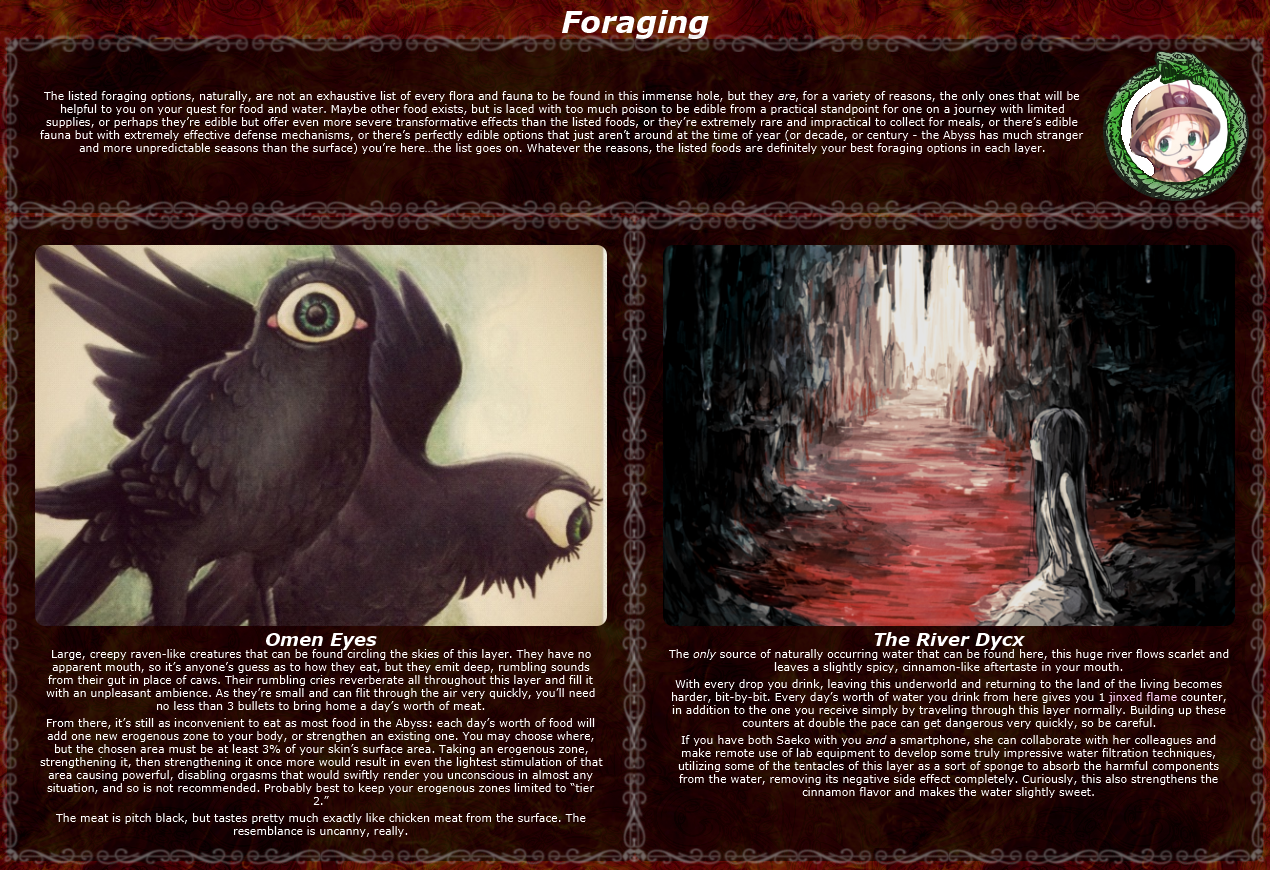 Foraging
The listed foraging options, naturally, are not an exhaustive list of every flora and fauna to be found in this immense hole, but they are, for a variety of reasons, the only ones that will be
helpful to you on your quest for food and water. Maybe other food exists, but is laced with too much poison to be edible from a practical standpoint for one on a journey with limited
supplies, or perhaps they’re edible but offer even more severe transformative effects than the listed foods, or they’re extremely rare and impractical to collect for meals, or there’s edible
fauna but with extremely effective defense mechanisms, or there’s perfectly edible options that just aren’t around at the time of year (or decade, or century - the Abyss has much stranger
and more unpredictable seasons than the surface) you’re here…the list goes on. Whatever the reasons, the listed foods are definitely your best foraging options in each layer.
Omen Eyes
Large, creepy raven-like creatures that can be found circling the skies of this layer. They have no
apparent mouth, so it’s anyone’s guess as to how they eat, but they emit deep, rumbling sounds
from their gut in place of caws. Their rumbling cries reverberate all throughout this layer and fill it
with an unpleasant ambience. As they’re small and can flit through the air very quickly, you’ll need
no less than 3 bullets to bring home a day’s worth of meat.
From there, it’s still as inconvenient to eat as most food in the Abyss: each day’s worth of food will
add one new erogenous zone to your body, or strengthen an existing one. You may choose where,
but the chosen area must be at least 3% of your skin’s surface area. Taking an erogenous zone,
strengthening it, then strengthening it once more would result in even the lightest stimulation of that
area causing powerful, disabling orgasms that would swiftly render you unconscious in almost any
situation, and so is not recommended. Probably best to keep your erogenous zones limited to “tier
2.”
The meat is pitch black, but tastes pretty much exactly like chicken meat from the surface. The
resemblance is uncanny, really.
The River Dycx
The only source of naturally occurring water that can be found here, this huge river flows scarlet and
leaves a slightly spicy, cinnamon-like aftertaste in your mouth.
With every drop you drink, leaving this underworld and returning to the land of the living becomes
harder, bit-by-bit. Every day’s worth of water you drink from here gives you 1 jinxed flame counter,
in addition to the one you receive simply by traveling through this layer normally. Building up these
counters at double the pace can get dangerous very quickly, so be careful.
If you have both Saeko with you and a smartphone, she can collaborate with her colleagues and
make remote use of lab equipment to develop some truly impressive water filtration techniques,
utilizing some of the tentacles of this layer as a sort of sponge to absorb the harmful components
from the water, removing its negative side effect completely. Curiously, this also strengthens the
cinnamon flavor and makes the water slightly sweet.